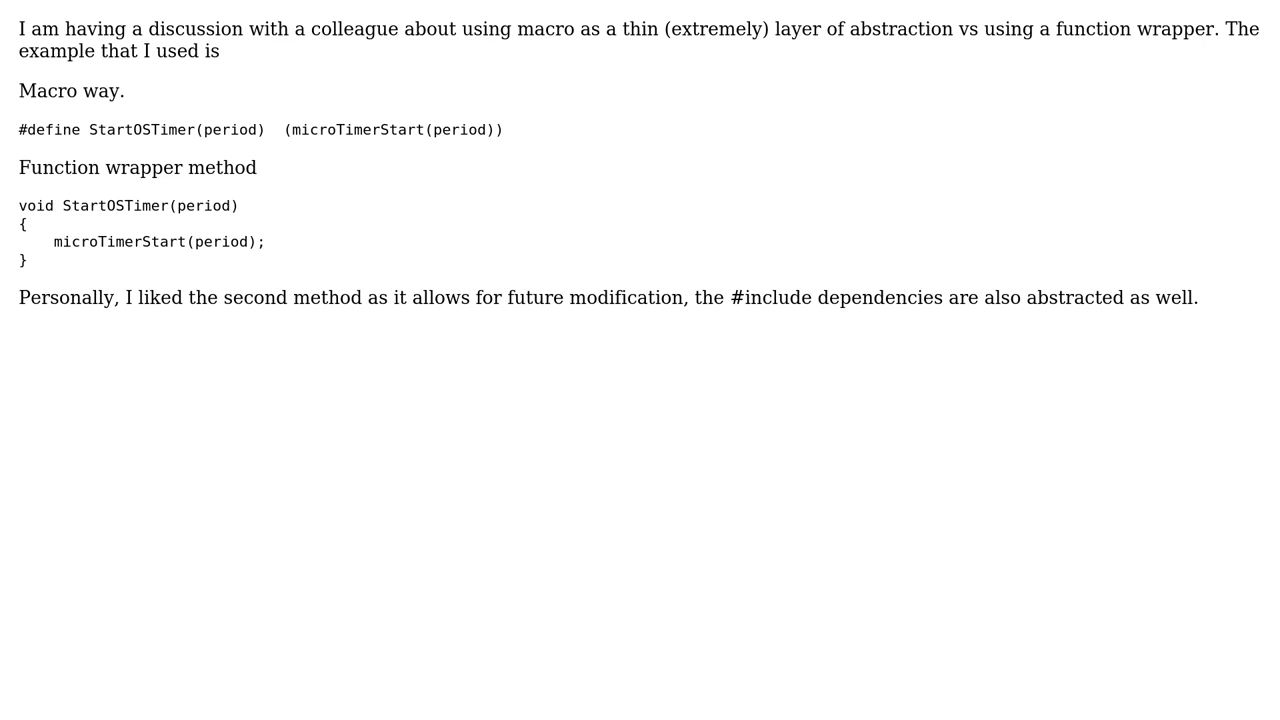 I am having a discussion with a colleague about using macro as a thin (extremely) layer of abstraction vs using a function wrapper. The
example that I used is
Macro way.
#define StartOSTimer(period)  (microTimerStart(period))
Function wrapper method
void StartOSTimer(period)
{
    microTimerStart(period);
}
Personally, I liked the second method as it allows for future modification, the #include dependencies are also abstracted as well.